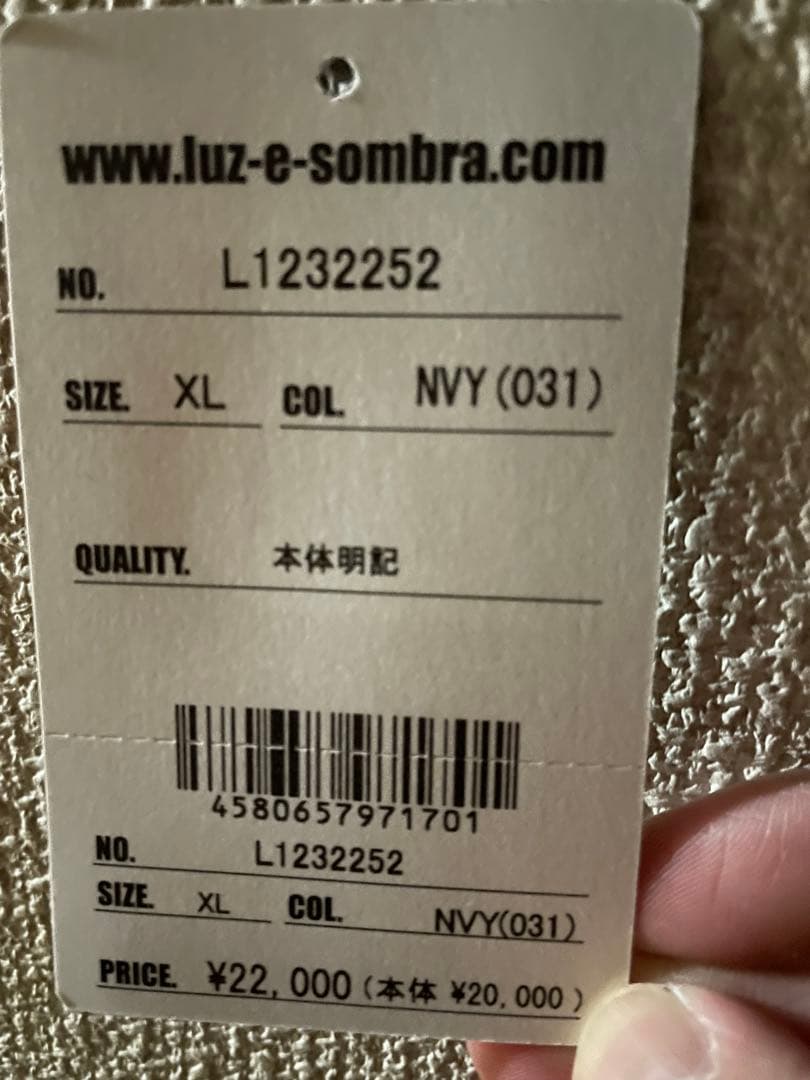 www.luz-e-sombra.com
NO. L1232252
SIZE. XL COL. NVY(031)
QUALITY. 本体明記
4580657971701
NO. L1232252
SIZE. XL COL. NVY(031)
PRICE. ¥22,000(本体 ¥20,000)